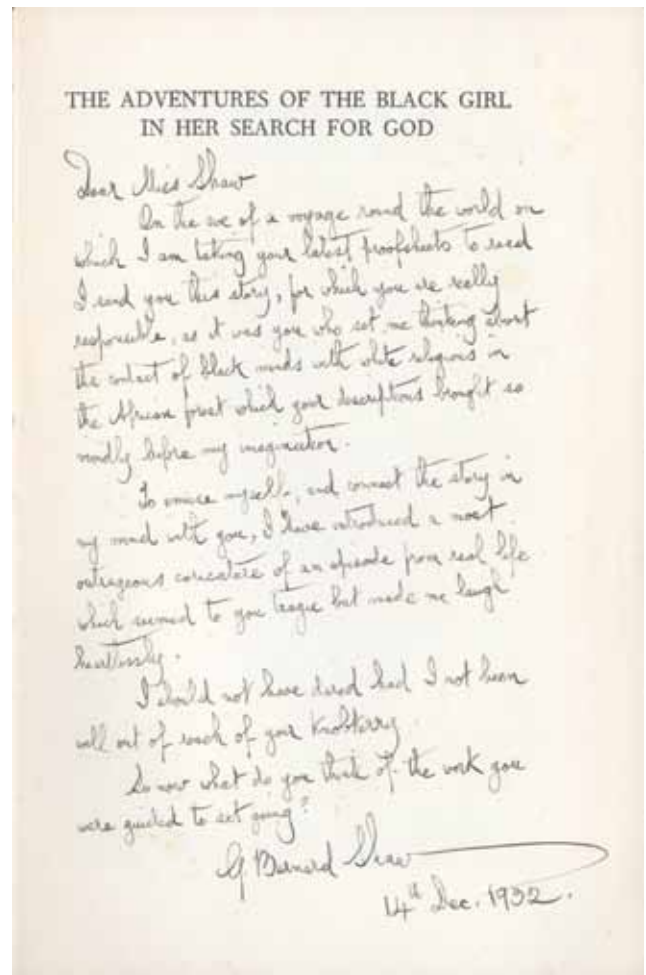 THE ADVENTURES OF THE BLACK GIRL
IN HER SEARCH FOR GOD
Dear Miss Shaw
On the eve of a voyage round the world on
which I am taking your latest proofsheets to read
I send you this story, for which you are really
responsible, as it was you who set me thinking about
the contact of black minds with white religions in
the African forest which your descriptions brought so
vividly before my imagination.
To amuse myself, and connect the story in
my mind with you, I have introduced a most
outrageous caricature of an episode from real life
which seemed to you tragic but made me laugh
heartlessly.
I should not have dared had I not been
well out of reach of your knobkerry.
So now what do you think of the work you
were guided to set going?
G Bernard Shaw
14th Dec. 1932.